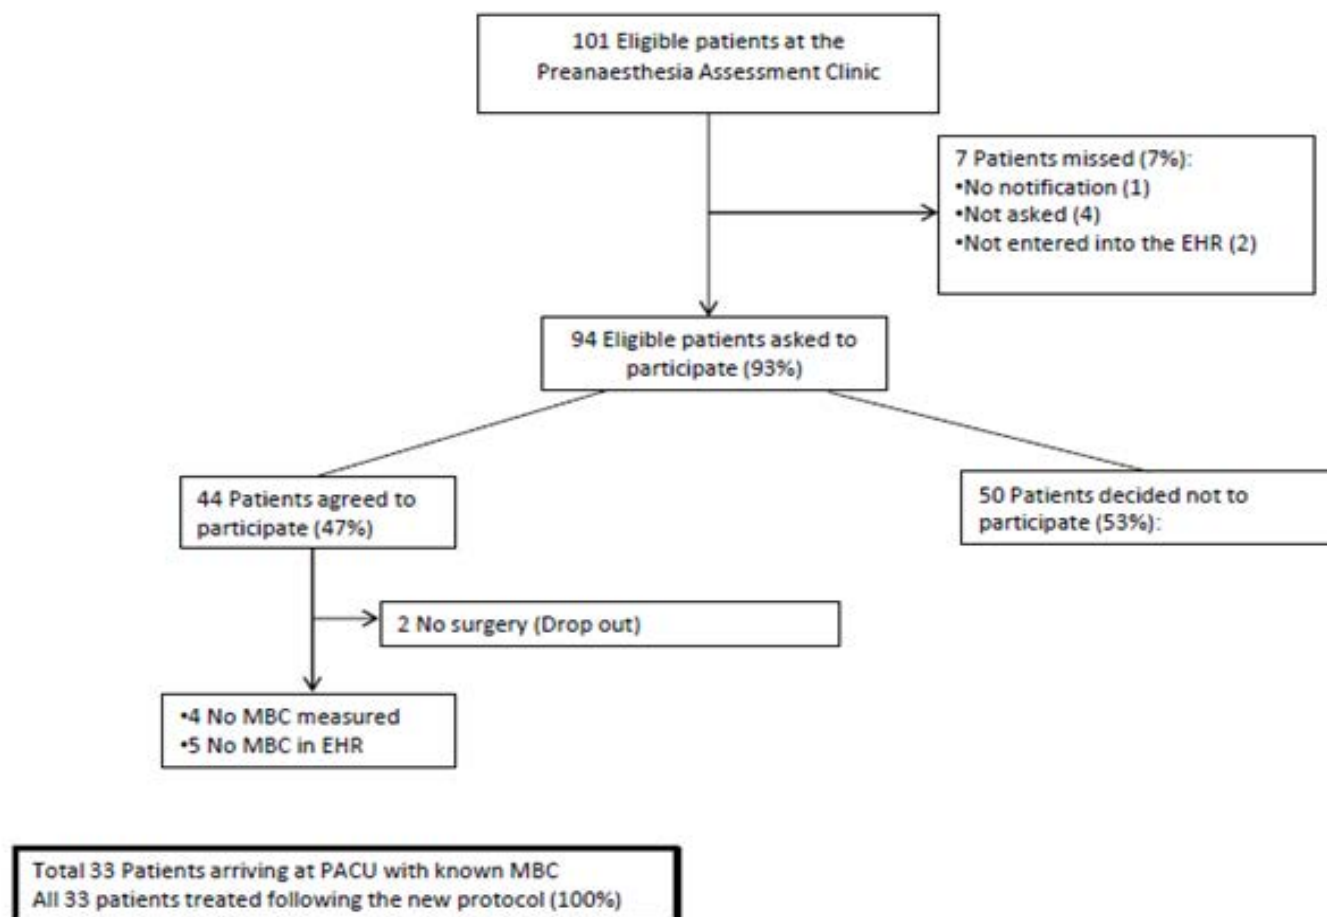 101 Eligible patients at the
Preanaesthesia Assessment Clinic
7 Patients missed (7%):
•No notification (1)
•Not asked (4)
•Not entered into the EHR (2)
94 Eligible patients asked to
participate (93%)
44 Patients agreed to
participate (47%)
50 Patients decided not to
participate (53%):
2 No surgery (Drop out)
•4 No MBC measured
•5 No MBC in EHR
Total 33 Patients arriving at PACU with known MBC
All 33 patients treated following the new protocol (100%)